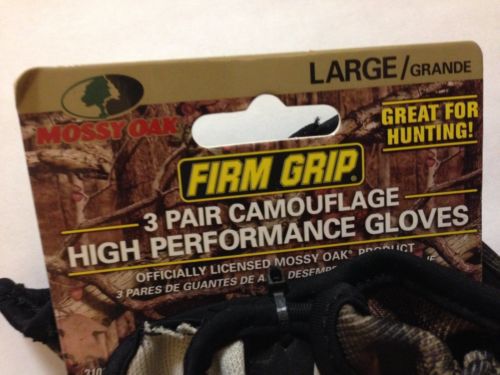 LARGE/GRANDE
MOSSY OAK®
GREAT FOR
HUNTING!
FIRM GRIP®
3 PAIR CAMOUFLAGE
HIGH PERFORMANCE GLOVES
OFFICIALLY LICENSED MOSSY OAK® PRODUCT
3 PARES DE GUANTES DE